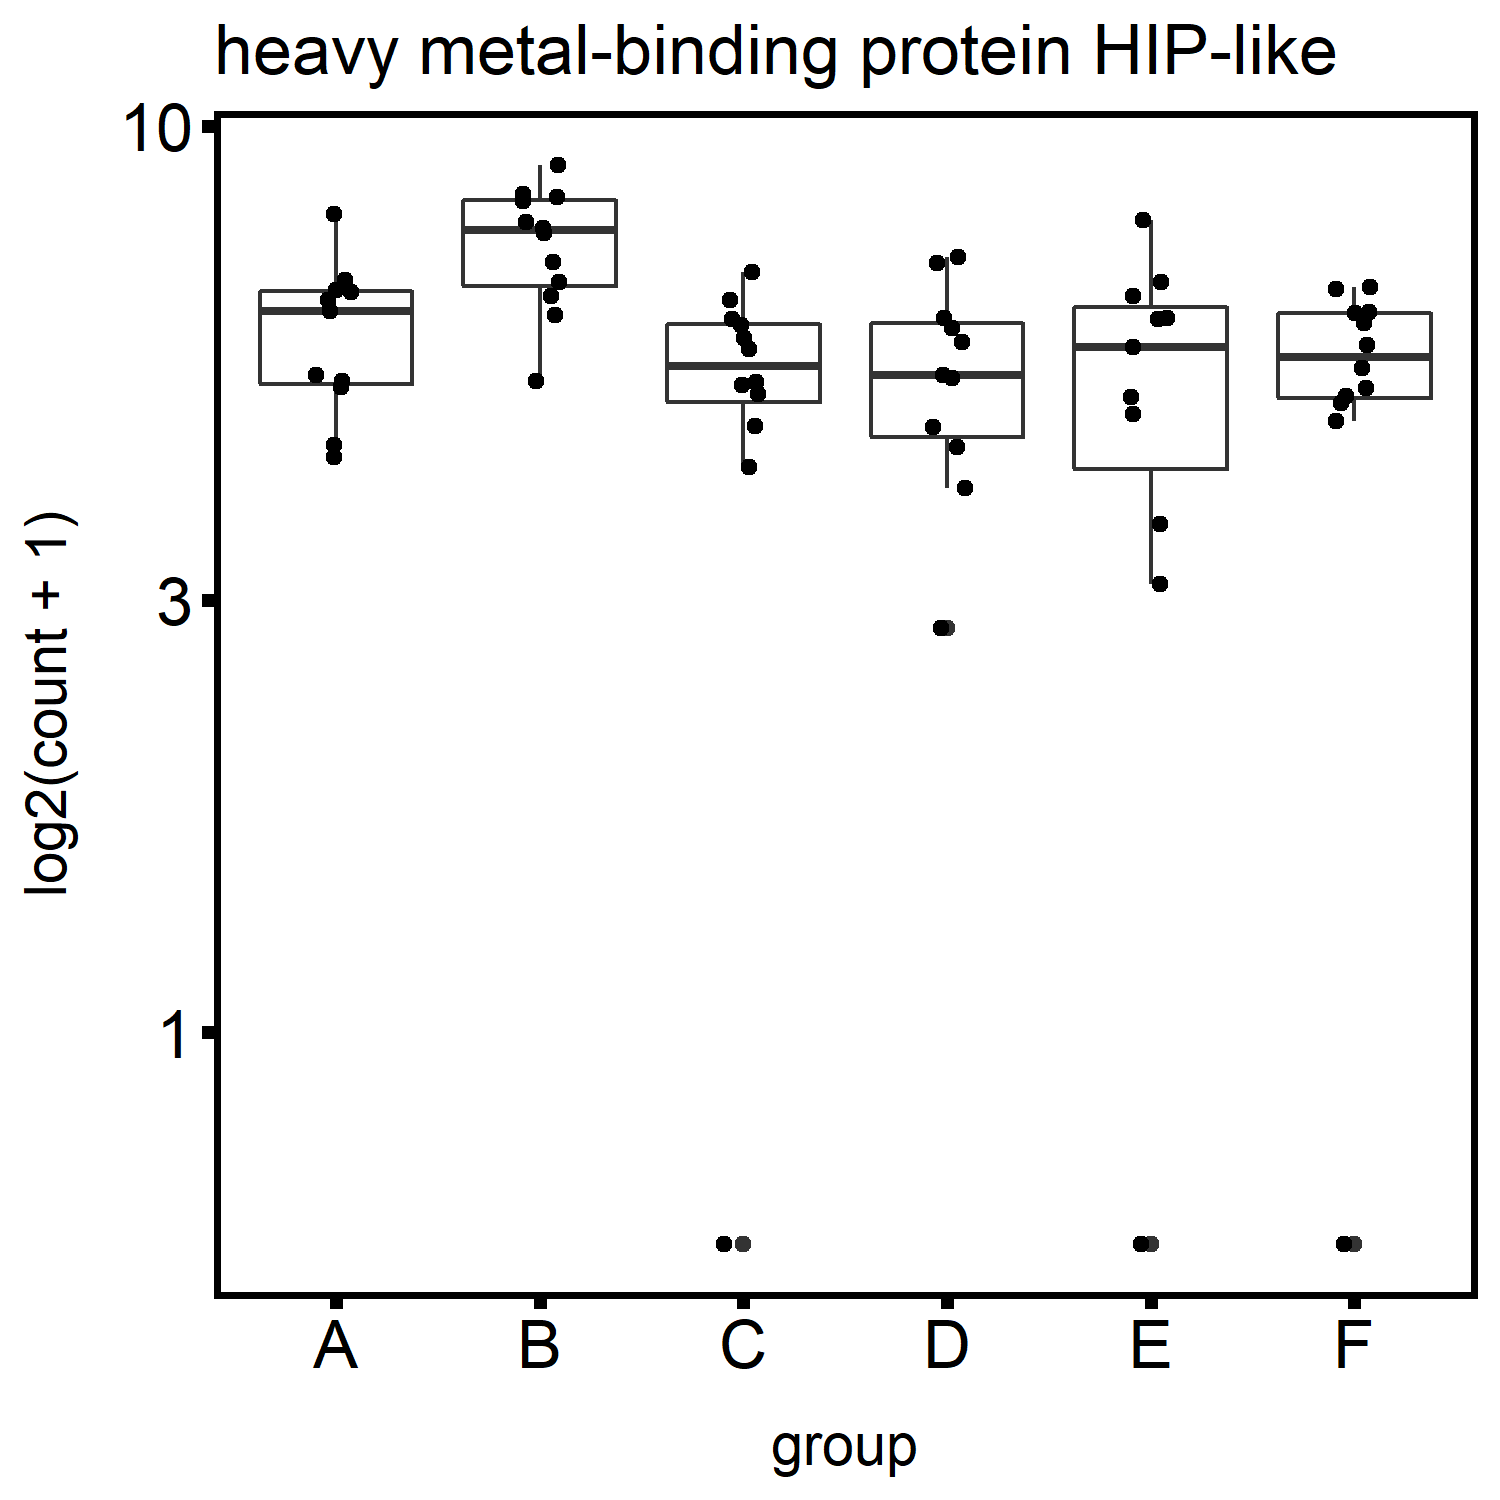 heavy metal-binding protein HIP-like
10
3
1
log2(count + 1)
A B C D E F
group